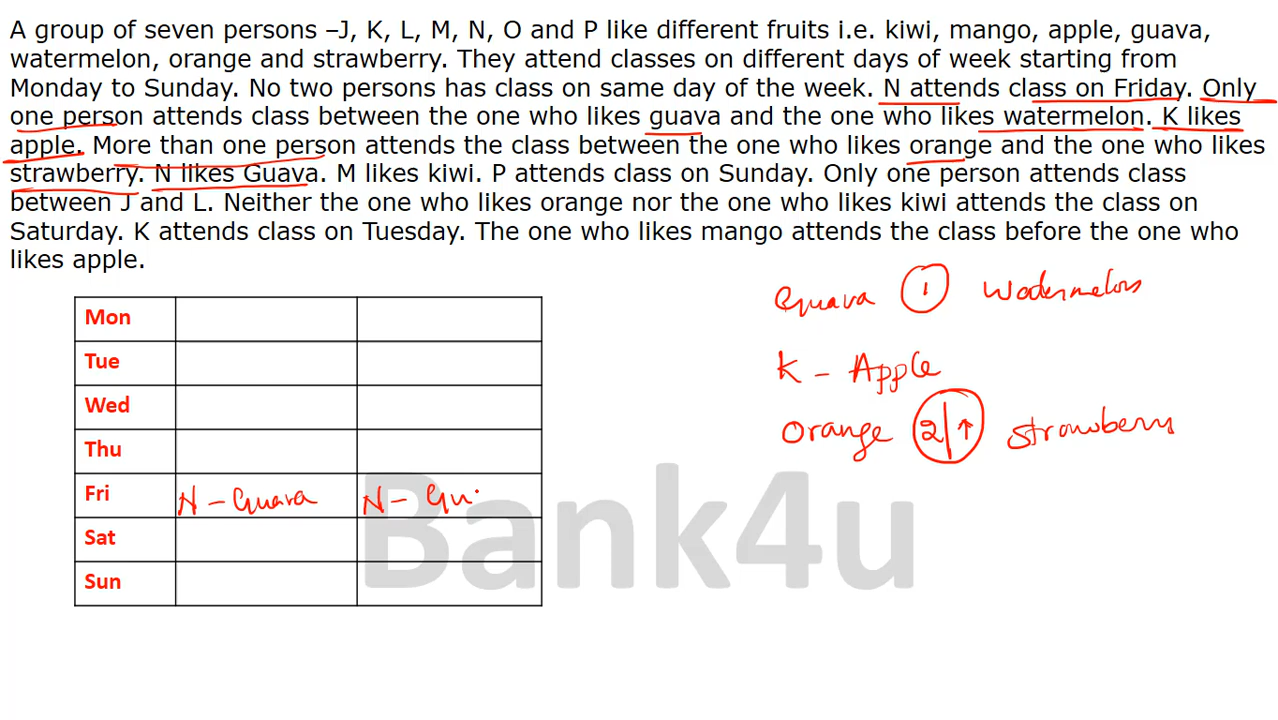 A group of seven persons –J, K, L, M, N, O and P like different fruits i.e. kiwi, mango, apple, guava,
watermelon, orange and strawberry. They attend classes on different days of week starting from
Monday to Sunday. No two persons has class on same day of the week. N attends class on Friday. Only
one person attends class between the one who likes guava and the one who likes watermelon. K likes
apple. More than one person attends the class between the one who likes orange and the one who likes
strawberry. N likes Guava. M likes kiwi. P attends class on Sunday. Only one person attends class
between J and L. Neither the one who likes orange nor the one who likes kiwi attends the class on
Saturday. K attends class on Tuesday. The one who likes mango attends the class before the one who
likes apple.
Guava 1 Watermelon
K – Apple
Orange 2/↑ Strawberry
Mon
Tue
Wed
Thu
Fri N – Guava N – Gu
Sat
Sun
Bank4u